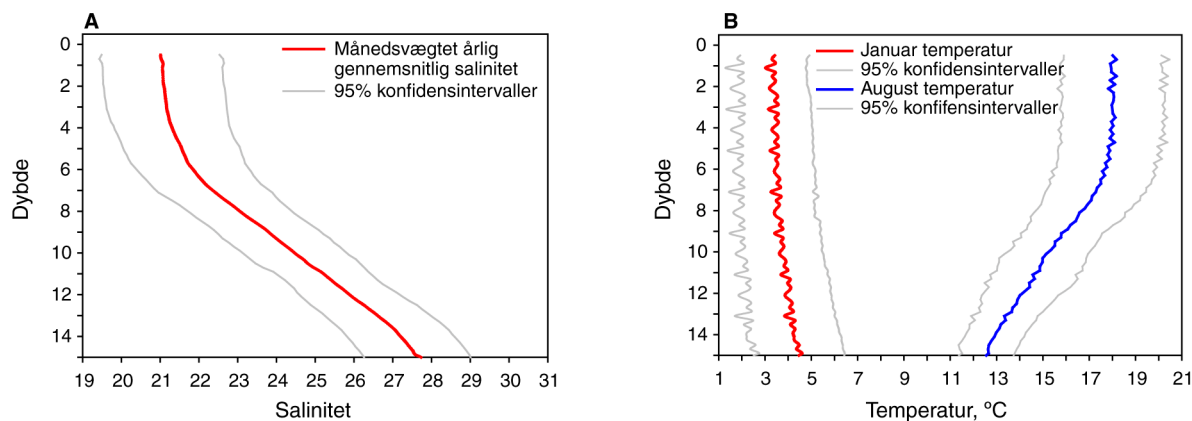 A
0
2
4
6
8
10
12
14
Dybde
Månedsvægtet årlig
gennemsnitlig salinitet
95% konfidensintervaller
19 20 21 22 23 24 25 26 27 28 29 30 31
Salinitet
B
0
2
4
6
8
10
12
14
Dybde
Januar temperatur
95% konfidensintervaller
August temperatur
95% konfifensintervaller
1 3 5 7 9 11 13 15 17 19 21
Temperatur, ºC